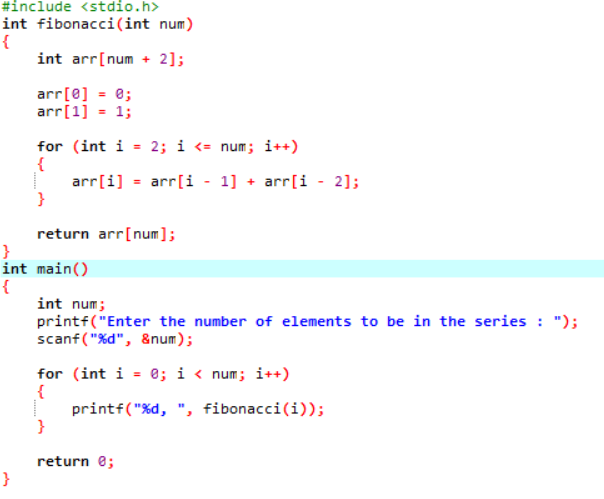 #include <stdio.h>
int fibonacci(int num)
{
    int arr[num + 2];

    arr[0] = 0;
    arr[1] = 1;

    for (int i = 2; i <= num; i++)
    {
        arr[i] = arr[i - 1] + arr[i - 2];
    }

    return arr[num];
}
int main()
{
    int num;
    printf("Enter the number of elements to be in the series : ");
    scanf("%d", &num);

    for (int i = 0; i < num; i++)
    {
        printf("%d, ", fibonacci(i));
    }

    return 0;
}